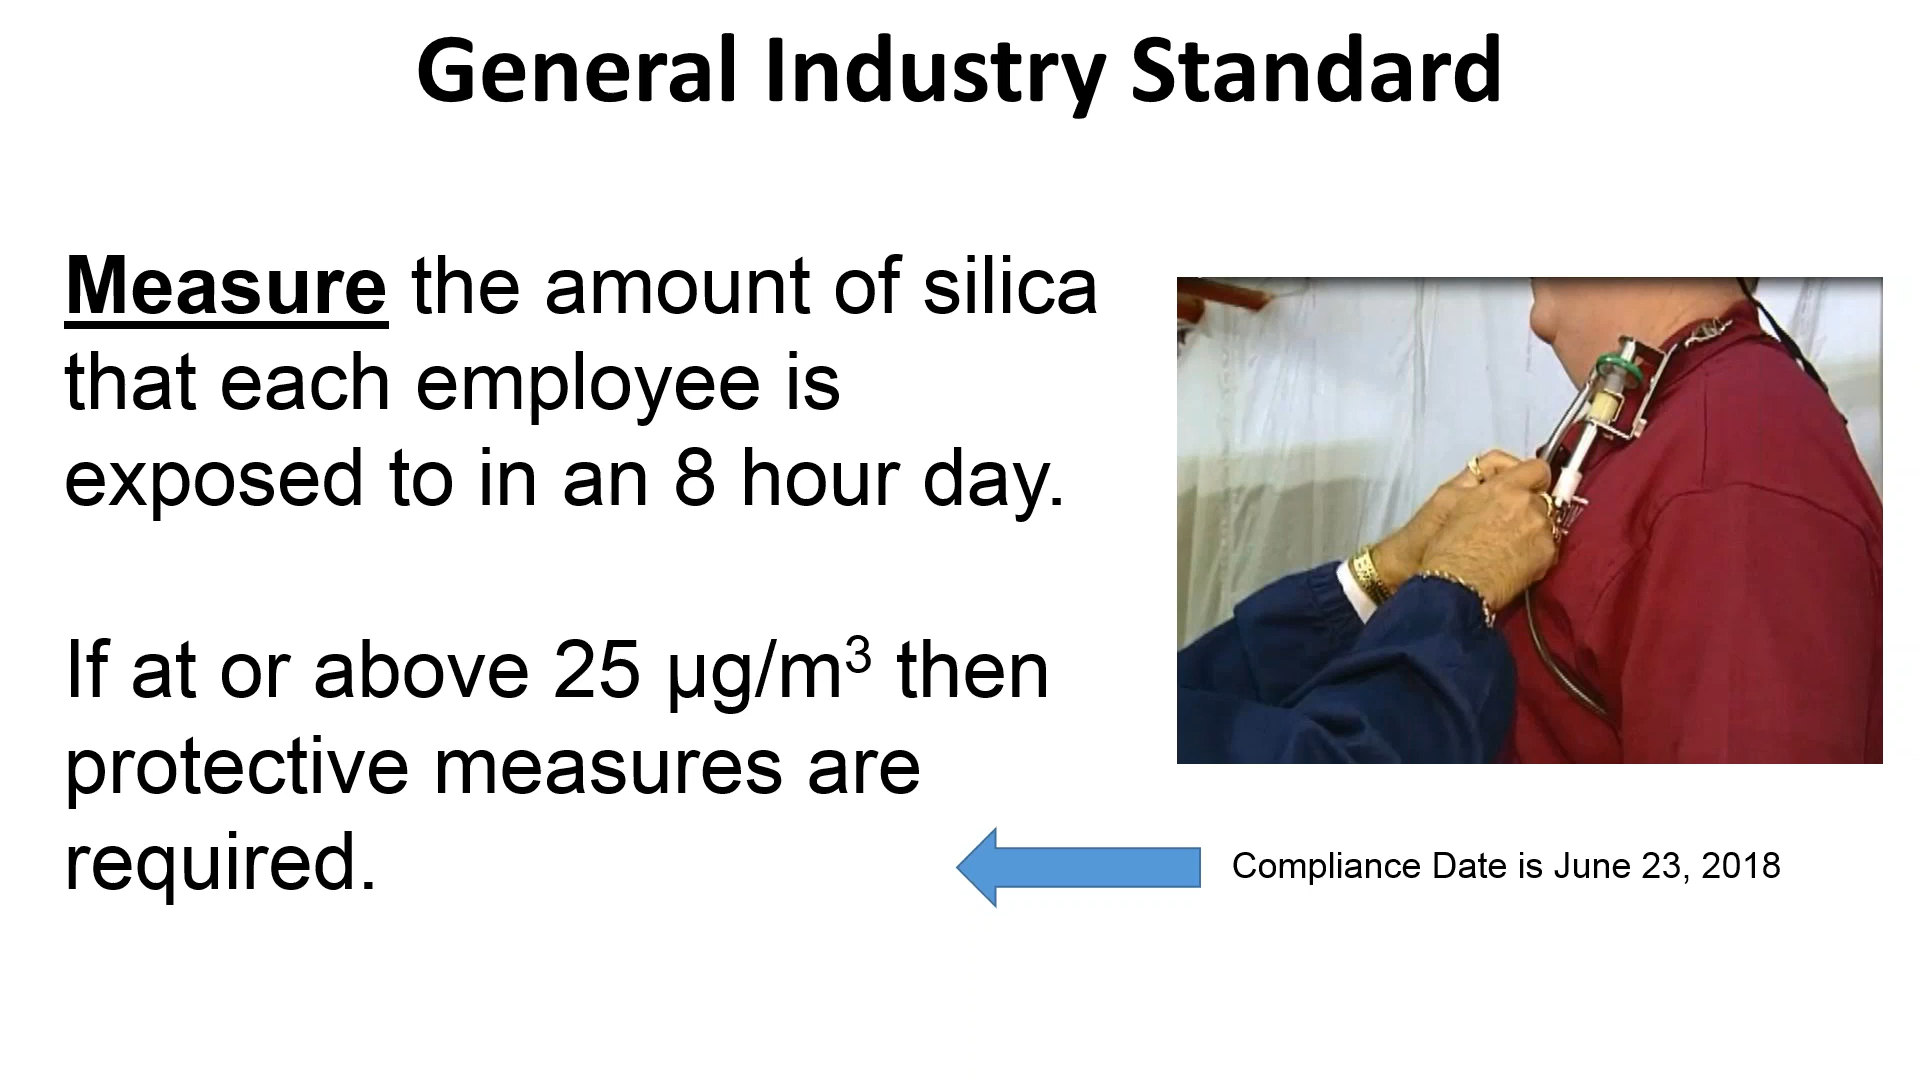 General Industry Standard
Measure the amount of silica
that each employee is
exposed to in an 8 hour day.
If at or above 25 µg/m³ then
protective measures are
required.
Compliance Date is June 23, 2018